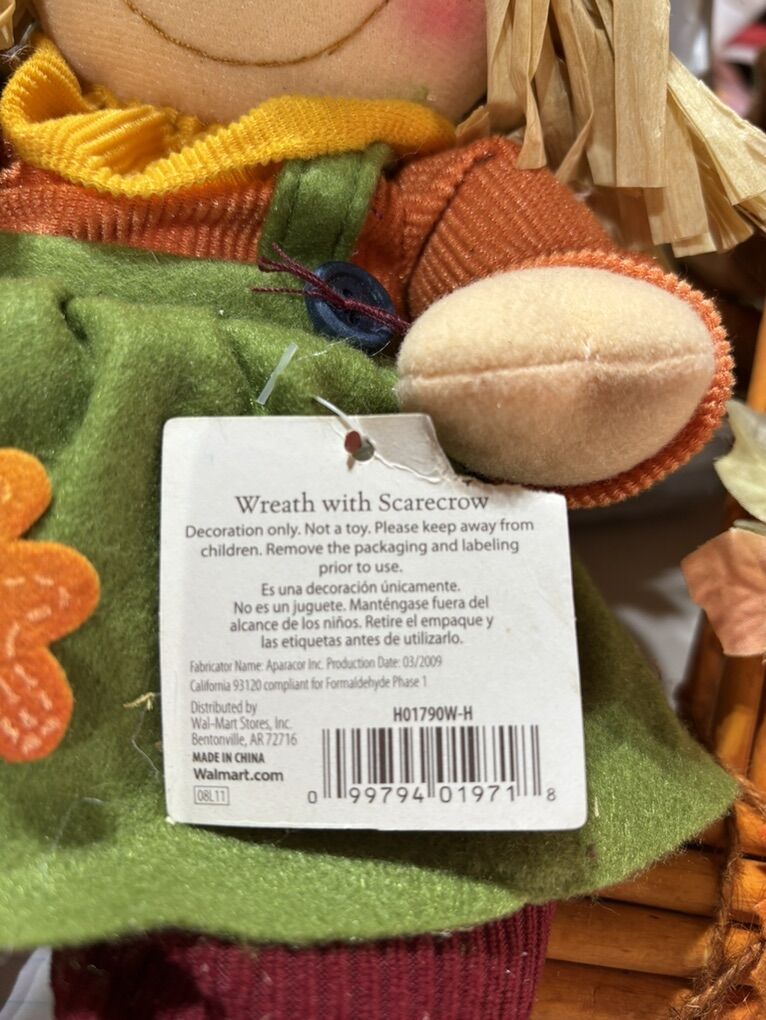 Wreath with Scarecrow
Decoration only. Not a toy. Please keep away from
children. Remove the packaging and labeling
prior to use.
Es una decoración únicamente.
No es un juguete. Manténgase fuera del
alcance de los niños. Retire el empaque y
las etiquetas antes de utilizarlo.
Fabricator Name: Aparacor Inc. Production Date: 03/2009
California 93120 compliant for Formaldehyde Phase 1
Distributed by
Wal-Mart Stores, Inc.
Bentonville, AR 72716
MADE IN CHINA
Walmart.com
08L11
H01790W-H
0 99794 01971 8